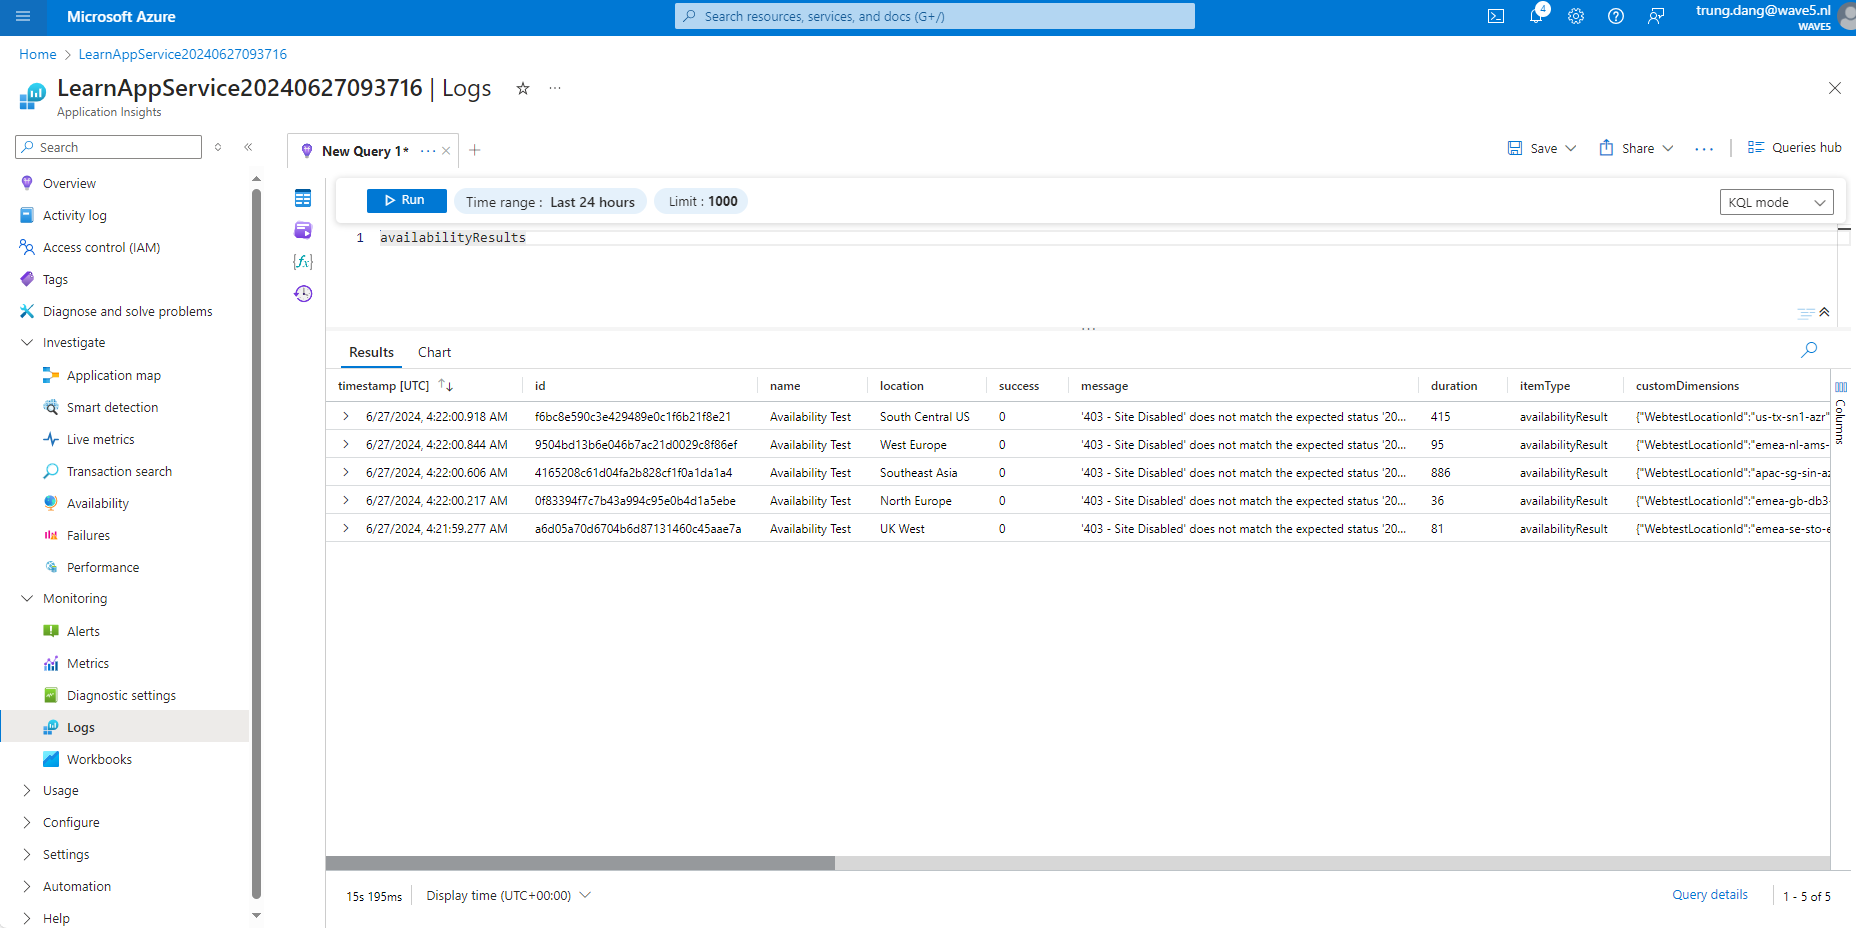 Microsoft Azure
Search resources, services, and docs (G+/)
4
trung.dang@wave5.nl
WAVE5
Home > LearnAppService20240627093716
LearnAppService20240627093716 | Logs
Application Insights
Search
New Query 1*
Save
Share
Queries hub
Overview
Activity log
Access control (IAM)
Tags
Diagnose and solve problems
Investigate
Application map
Smart detection
Live metrics
Transaction search
Availability
Failures
Performance
Monitoring
Alerts
Metrics
Diagnostic settings
Logs
Workbooks
Usage
Configure
Settings
Automation
Help
Run
Time range : Last 24 hours
Limit : 1000
KQL mode
1 availabilityResults
Results Chart
timestamp [UTC] id name location success message duration itemType customDimensions
6/27/2024, 4:22:00.918 AM f6bc8e590c3e429489e0c1f6b21f8e21 Availability Test South Central US 0 '403 - Site Disabled' does not match the expected status '20... 415 availabilityResult {"WebtestLocationId":"us-tx-sn1-azr"
6/27/2024, 4:22:00.844 AM 9504bd13b6e046b7ac21d0029c8f86ef Availability Test West Europe 0 '403 - Site Disabled' does not match the expected status '20... 95 availabilityResult {"WebtestLocationId":"emea-nl-ams-
6/27/2024, 4:22:00.606 AM 4165208c61d04fa2b828cf1f0a1da1a4 Availability Test Southeast Asia 0 '403 - Site Disabled' does not match the expected status '20... 886 availabilityResult {"WebtestLocationId":"apac-sg-sin-az
6/27/2024, 4:22:00.217 AM 0f83394f7c7b43a994c95e0b4d1a5ebe Availability Test North Europe 0 '403 - Site Disabled' does not match the expected status '20... 36 availabilityResult {"WebtestLocationId":"emea-gb-db3-
6/27/2024, 4:21:59.277 AM a6d05a70d6704b6d87131460c45aae7a Availability Test UK West 0 '403 - Site Disabled' does not match the expected status '20... 81 availabilityResult {"WebtestLocationId":"emea-se-sto-e
Columns
15s 195ms
Display time (UTC+00:00)
Query details
1 - 5 of 5